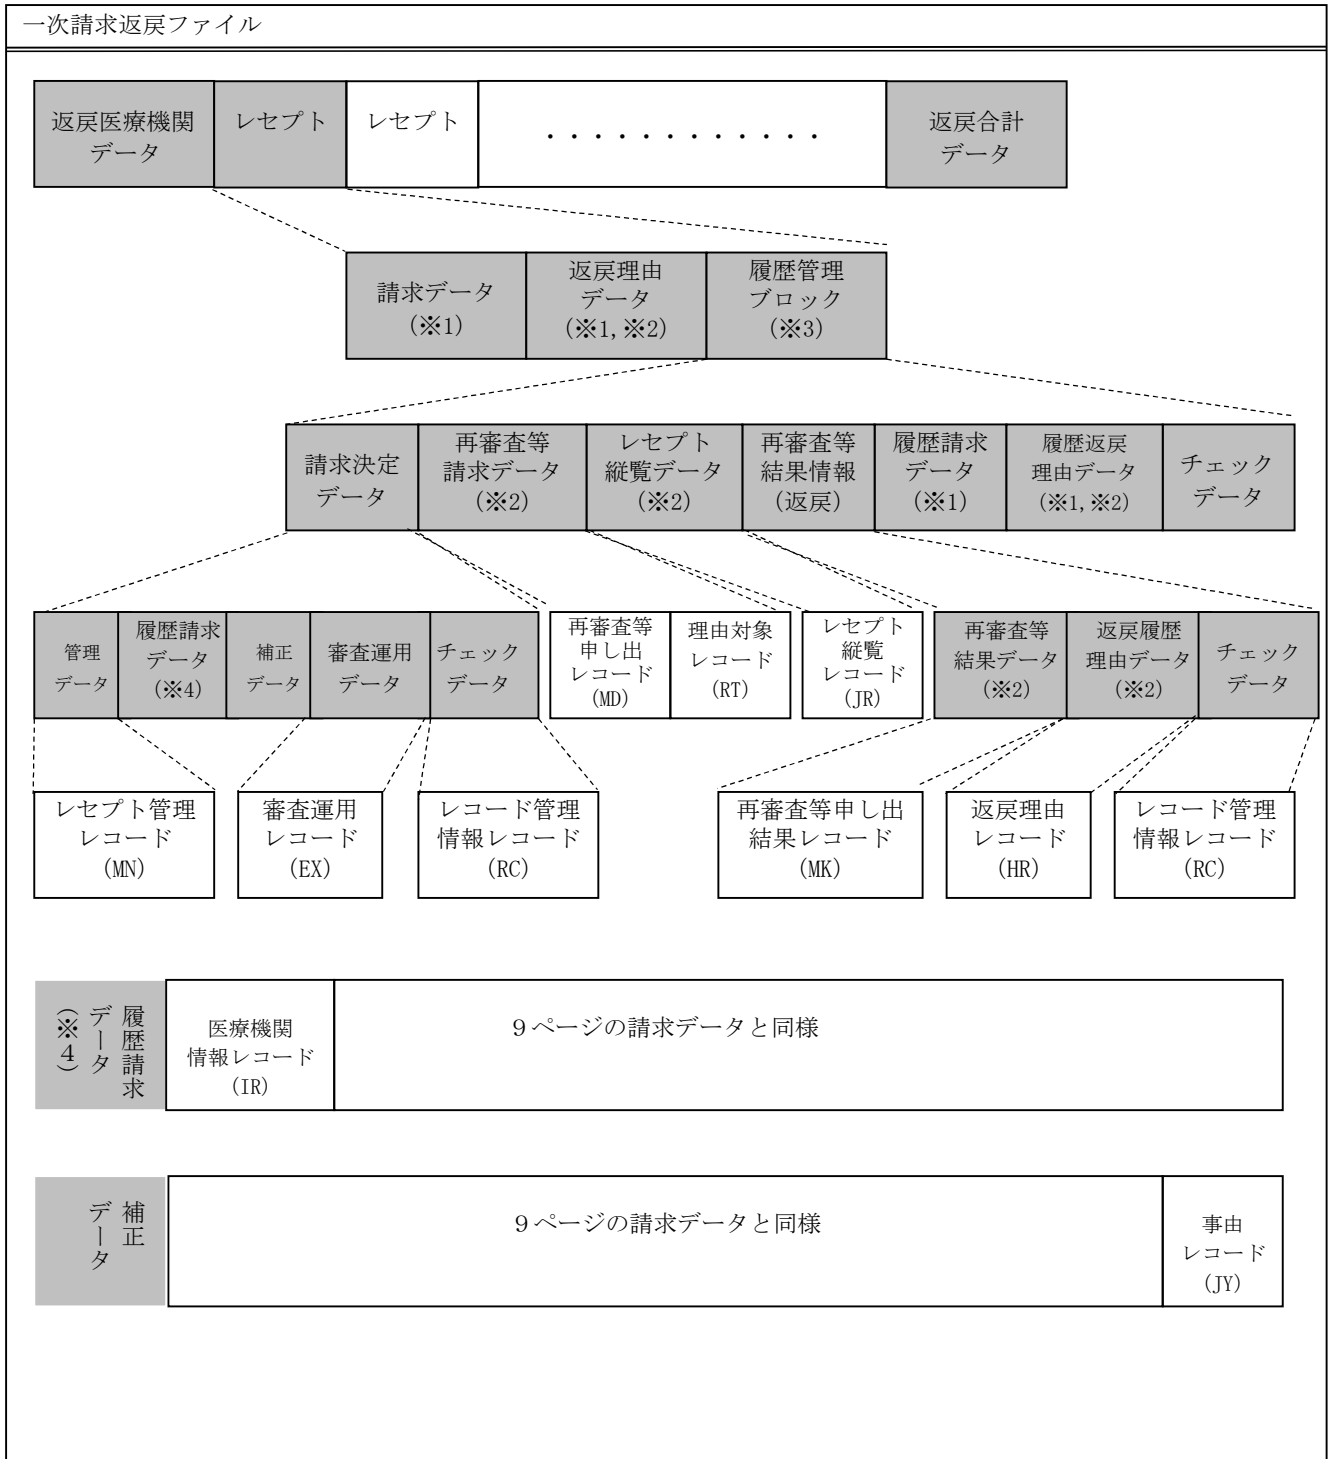 一次請求返戻ファイル
返戻医療機関
データ
レセプト
レセプト
・・・・・・・・・・・・
返戻合計
データ
請求データ
(※1)
返戻理由
データ
(※1,※2)
履歴管理
ブロック
(※3)
請求決定
データ
再審査等
請求データ
(※2)
レセプト
縦覧データ
(※2)
再審査等
結果情報
(返戻)
履歴請求
データ
(※1)
履歴返戻
理由データ
(※1,※2)
チェック
データ
管理
データ
履歴請求
データ
(※4)
補正
データ
審査運用
データ
チェック
データ
再審査等
申し出
レコード
(MD)
理由対象
レコード
(RT)
レセプト
縦覧
レコード
(JR)
再審査等
結果データ
(※2)
返戻履歴
理由データ
(※2)
チェック
データ
レセプト管理
レコード
(MN)
審査運用
レコード
(EX)
レコード管理
情報レコード
(RC)
再審査等申し出
結果レコード
(MK)
返戻理由
レコード
(HR)
レコード管理
情報レコード
(RC)
履歴請求
データ
(※4)
医療機関
情報レコード
(IR)
9ページの請求データと同様
補正
データ
9ページの請求データと同様
事由
レコード
(JY)